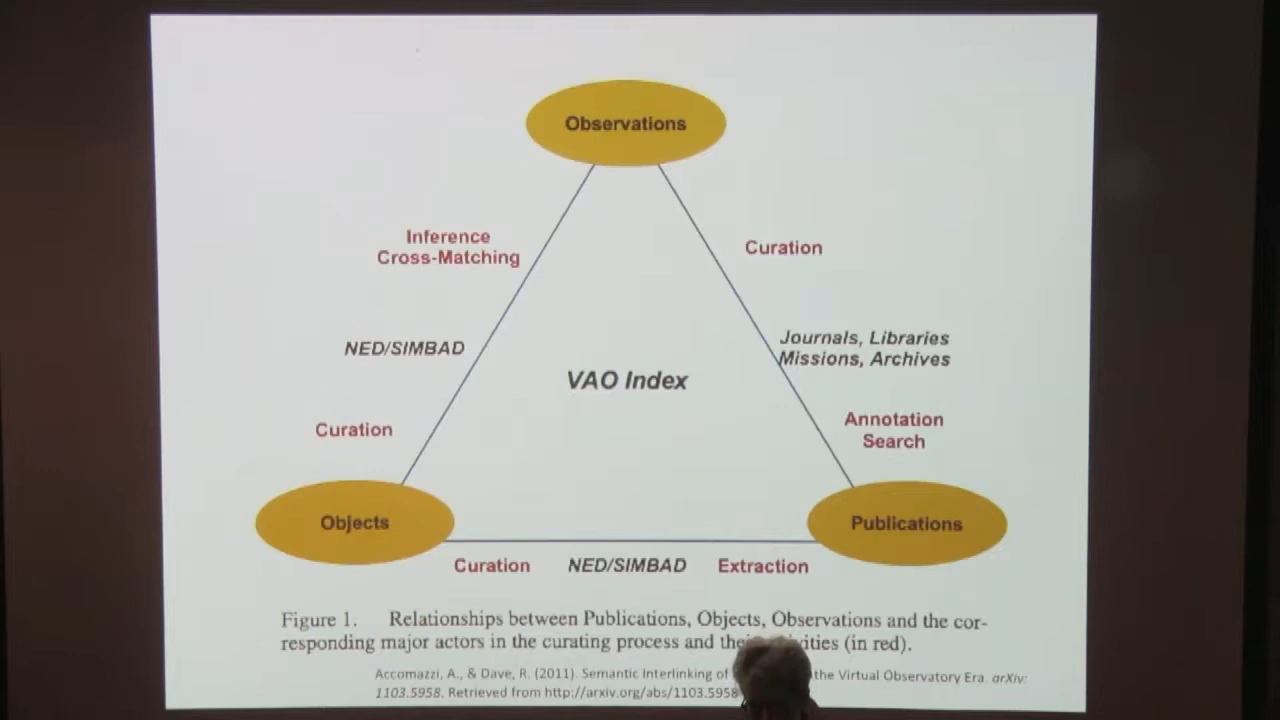 Observations
Inference
Cross-Matching
Curation
NED/SIMBAD
Journals, Libraries
Missions, Archives
VAO Index
Curation
Annotation
Search
Objects
Publications
Curation NED/SIMBAD Extraction
Figure 1. Relationships between Publications, Objects, Observations and the cor-
responding major actors in the curating process and (in red).
Accomazzi, A., & Dave, R. (2011). Semantic Interlinking of the Virtual Observatory Era. arXiv:
1103.5958. Retrieved from http://arxiv.org/abs/1103.5958